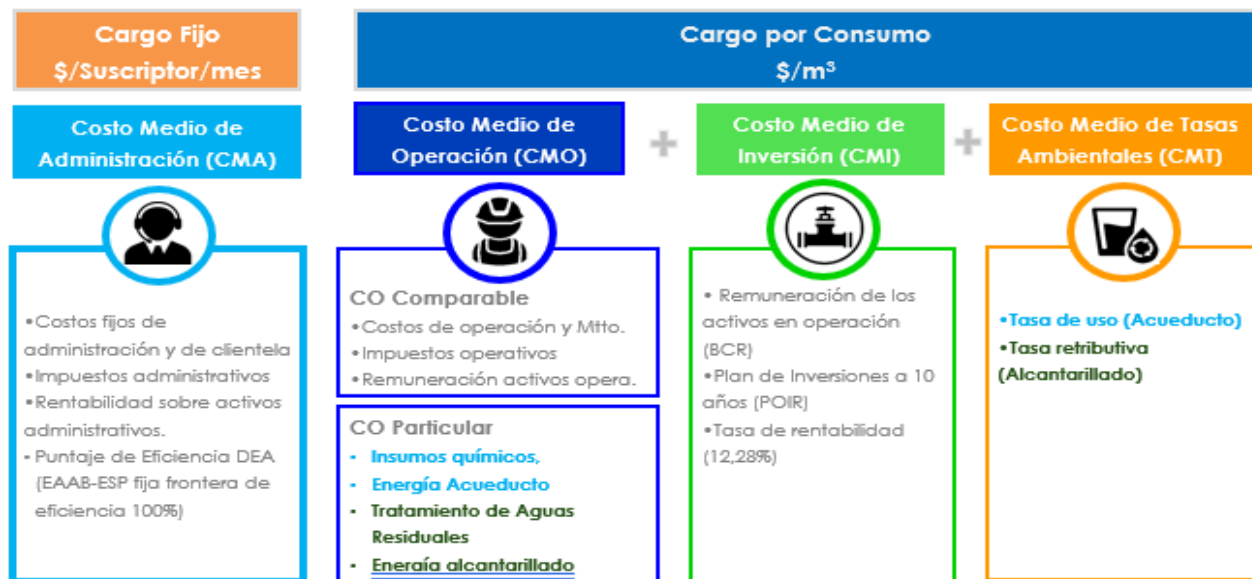 Cargo Fijo
$/Suscriptor/mes
Cargo por Consumo
$/m³
Costo Medio de
Administración (CMA)
Costo Medio de
Operación (CMO)
+
Costo Medio de
Inversión (CMI)
+
Costo Medio de Tasas
Ambientales (CMT)
•Costos fijos de
administración y de clientela
•Impuestos administrativos
•Rentabilidad sobre activos
administrativos.
- Puntaje de Eficiencia DEA
(EAAB-ESP fija frontera de
eficiencia 100%)
CO Comparable
•Costos de operación y Mtto.
•Impuestos operativos
•Remuneración activos opera.
CO Particular
• Insumos químicos,
• Energía Acueducto
• Tratamiento de Aguas
Residuales
• Energía alcantarillado
• Remuneración de los
activos en operación
(BCR)
•Plan de Inversiones a 10
años (POIR)
•Tasa de rentabilidad
(12,28%)
•Tasa de uso (Acueducto)
•Tasa retributiva
(Alcantarillado)